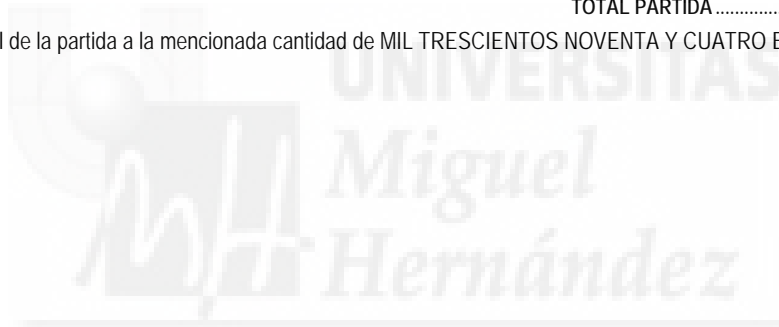 TOTAL PARTIDA .............
l de la partida a la mencionada cantidad de MIL TRESCIENTOS NOVENTA Y CUATRO E
UNIVERSITAS
Miguel
Hernández